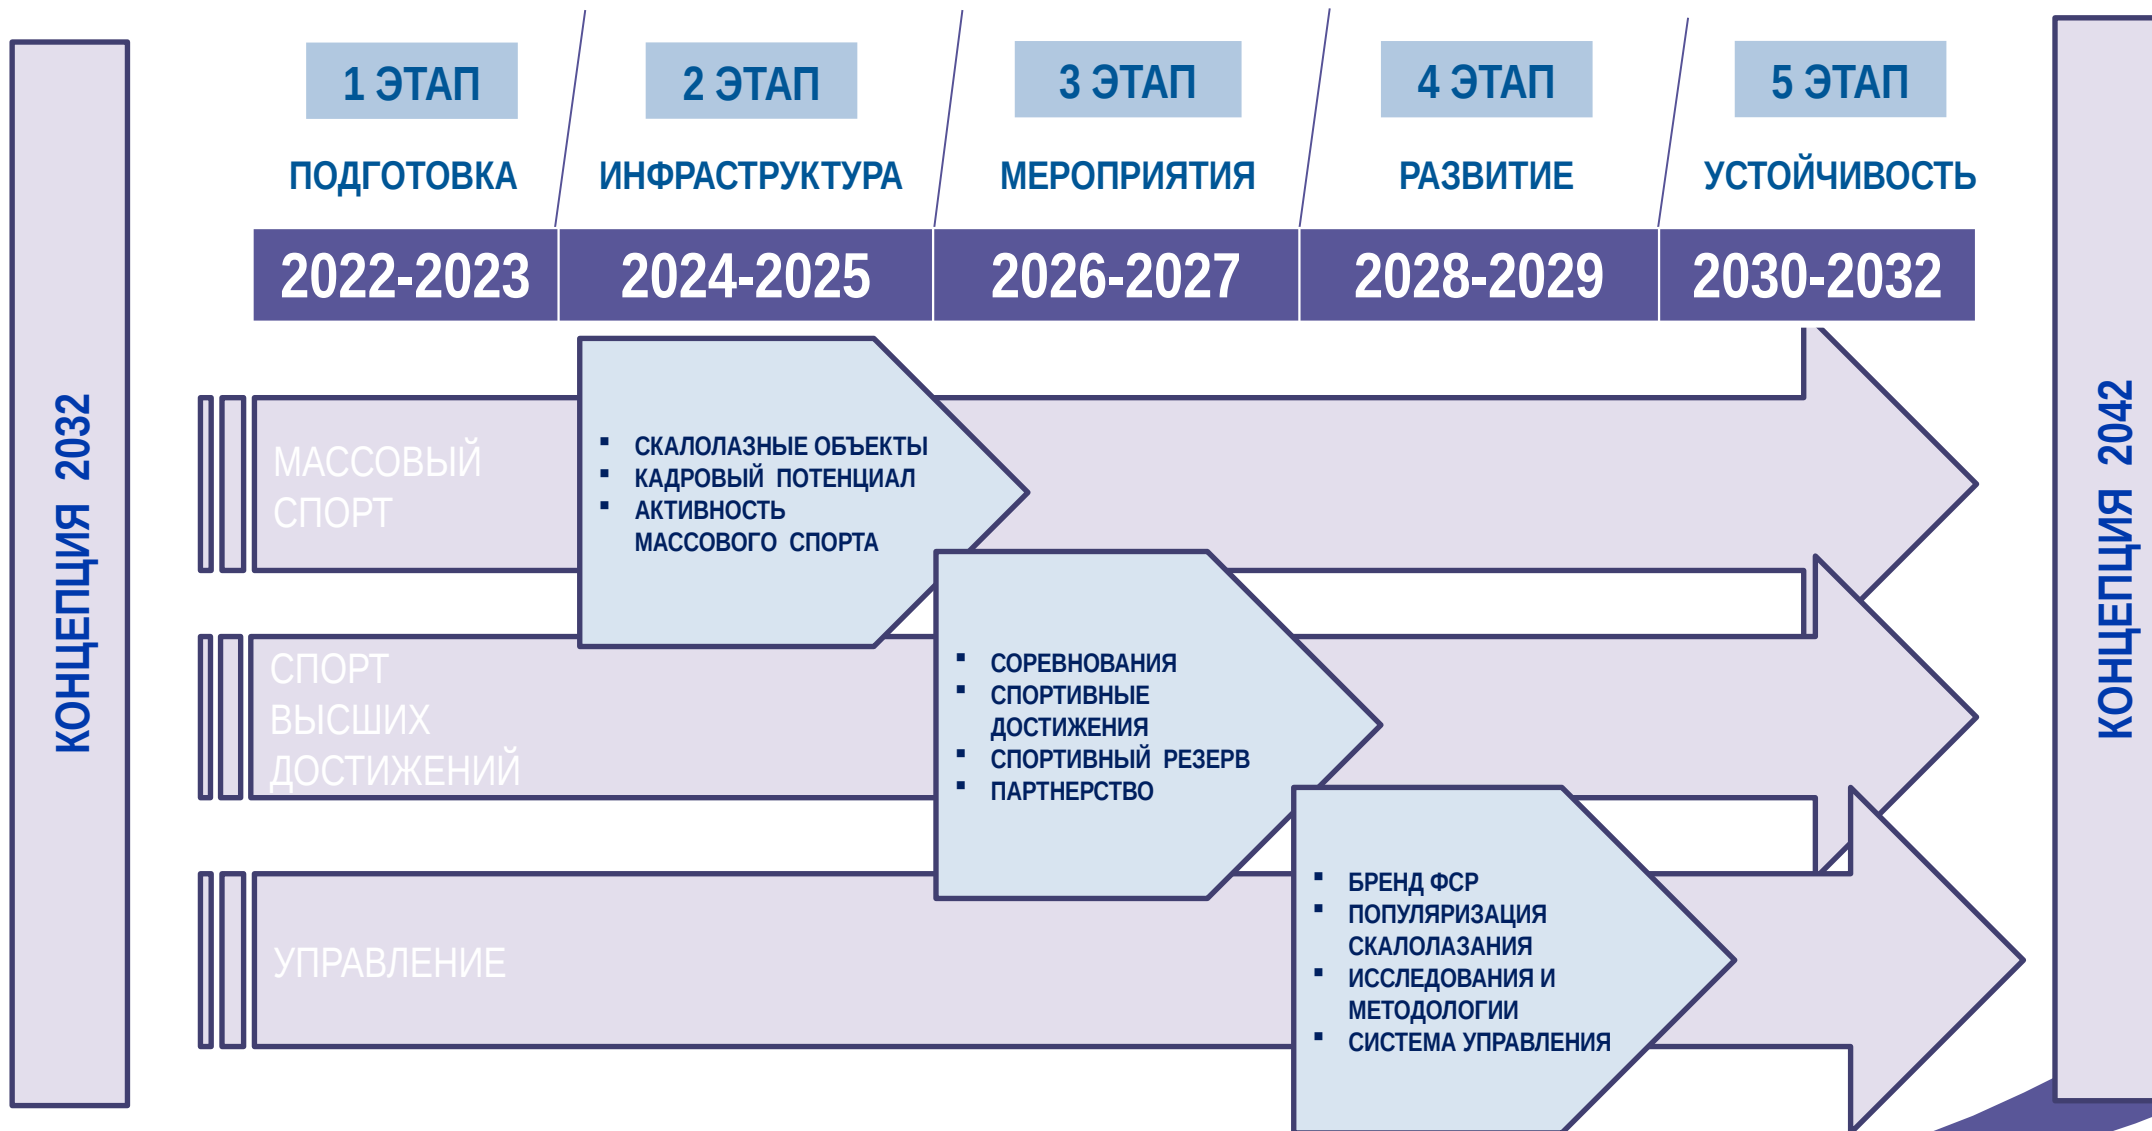 КОНЦЕПЦИЯ 2032
1 ЭТАП
2 ЭТАП
3 ЭТАП
4 ЭТАП
5 ЭТАП
ПОДГОТОВКА
ИНФРАСТРУКТУРА
МЕРОПРИЯТИЯ
РАЗВИТИЕ
УСТОЙЧИВОСТЬ
2022-2023
2024-2025
2026-2027
2028-2029
2030-2032
МАССОВЫЙ
СПОРТ
▪ СКАЛОЛАЗНЫЕ ОБЪЕКТЫ
▪ КАДРОВЫЙ ПОТЕНЦИАЛ
▪ АКТИВНОСТЬ
МАССОВОГО СПОРТА
СПОРТ
ВЫСШИХ
ДОСТИЖЕНИЙ
▪ СОРЕВНОВАНИЯ
▪ СПОРТИВНЫЕ
ДОСТИЖЕНИЯ
▪ СПОРТИВНЫЙ РЕЗЕРВ
▪ ПАРТНЕРСТВО
УПРАВЛЕНИЕ
▪ БРЕНД ФСР
▪ ПОПУЛЯРИЗАЦИЯ
СКАЛОЛАЗАНИЯ
▪ ИССЛЕДОВАНИЯ И
МЕТОДОЛОГИИ
▪ СИСТЕМА УПРАВЛЕНИЯ
КОНЦЕПЦИЯ 2042